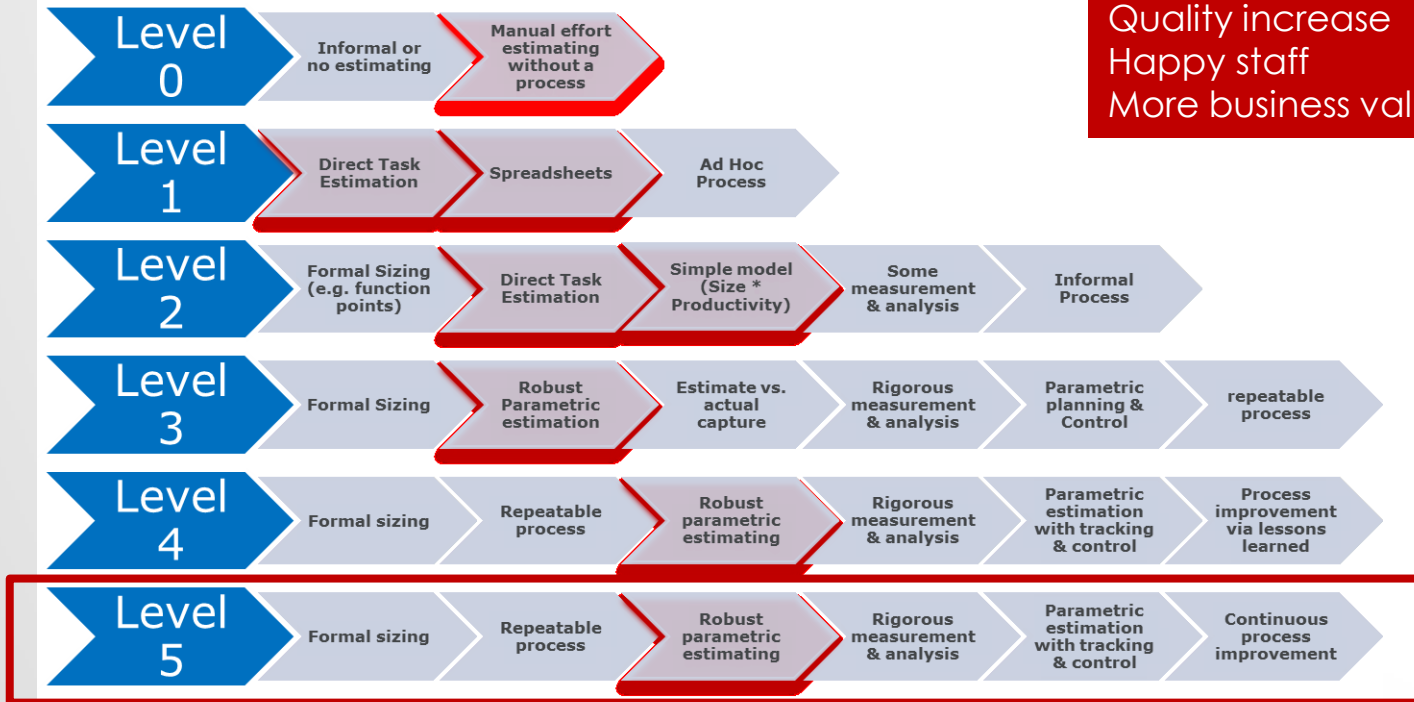 Quality increase
Happy staff
More business val
Level
0
Informal or
no estimating
Manual effort
estimating
without a
process
Level
1
Direct Task
Estimation
Spreadsheets
Ad Hoc
Process
Level
2
Formal Sizing
(e.g. function
points)
Direct Task
Estimation
Simple model
(Size *
Productivity)
Some
measurement
& analysis
Informal
Process
Level
3
Formal Sizing
Robust
Parametric
estimation
Estimate vs.
actual
capture
Rigorous
measurement
& analysis
Parametric
planning &
Control
repeatable
process
Level
4
Formal sizing
Repeatable
process
Robust
parametric
estimating
Rigorous
measurement
& analysis
Parametric
estimation
with tracking
& control
Process
improvement
via lessons
learned
Level
5
Formal sizing
Repeatable
process
Robust
parametric
estimating
Rigorous
measurement
& analysis
Parametric
estimation
with tracking
& control
Continuous
process
improvement